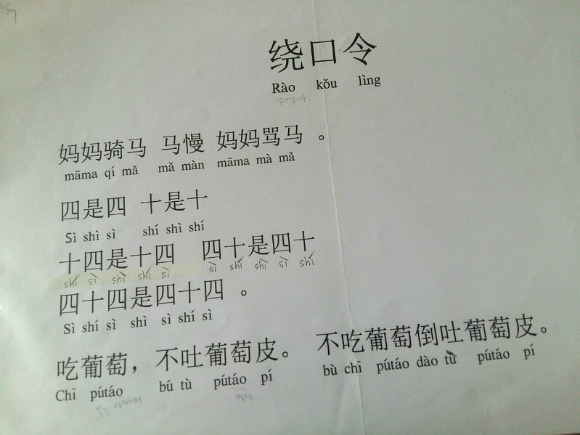 绕口令
Rào kǒu lìng
妈妈骑马 马慢 妈妈骂马 。
māma qí mǎ mǎ màn māma mà mǎ
四是四 十是十
Sì shì sì shí shì shí
十四是十四 四十是四十
shí sì shì shí sì sì shí shì sì shí
四十四是四十四 。
Sì shí sì shì sì shí sì
吃葡萄，不吐葡萄皮。 不吃葡萄倒吐葡萄皮。
Chī pútáo bú tù pútáo pí bù chī pútáo dào tǔ pútáo pí